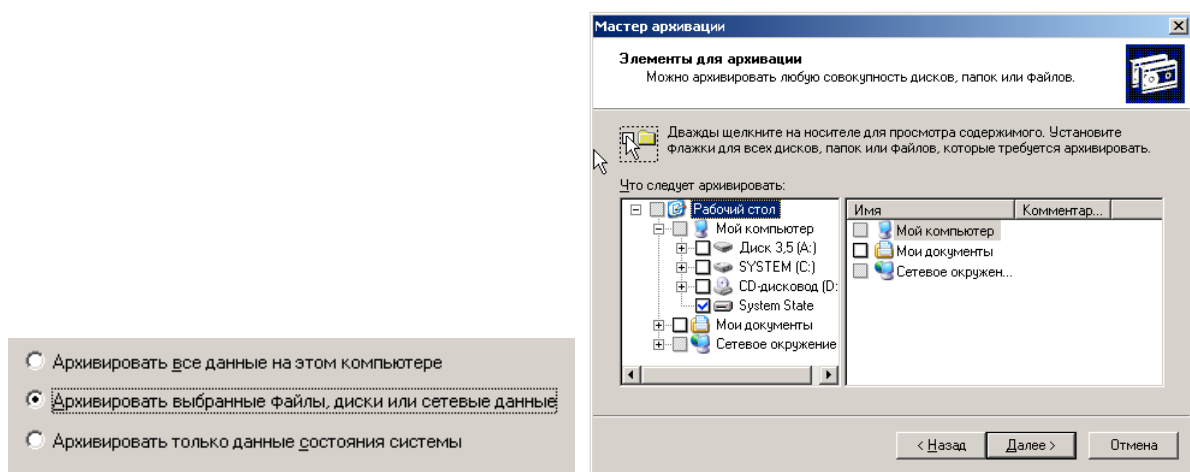 Архивировать все данные на этом компьютере
Архивировать выбранные файлы, диски или сетевые данные
Архивировать только данные состояния системы
Мастер архивации
Элементы для архивации
Можно архивировать любую совокупность дисков, папок или файлов.
Дважды щелкните на носителе для просмотра содержимого. Установите
флажки для всех дисков, папок или файлов, которые требуется архивировать.
Что следует архивировать:
Рабочий стол
Мой компьютер
Диск 3,5 (A:)
SYSTEM (C:)
CD-дисковод (D:
System State
Мои документы
Сетевое окружение
Имя Комментар...
Мой компьютер
Мои документы
Сетевое окружен...
< Назад Далее > Отмена